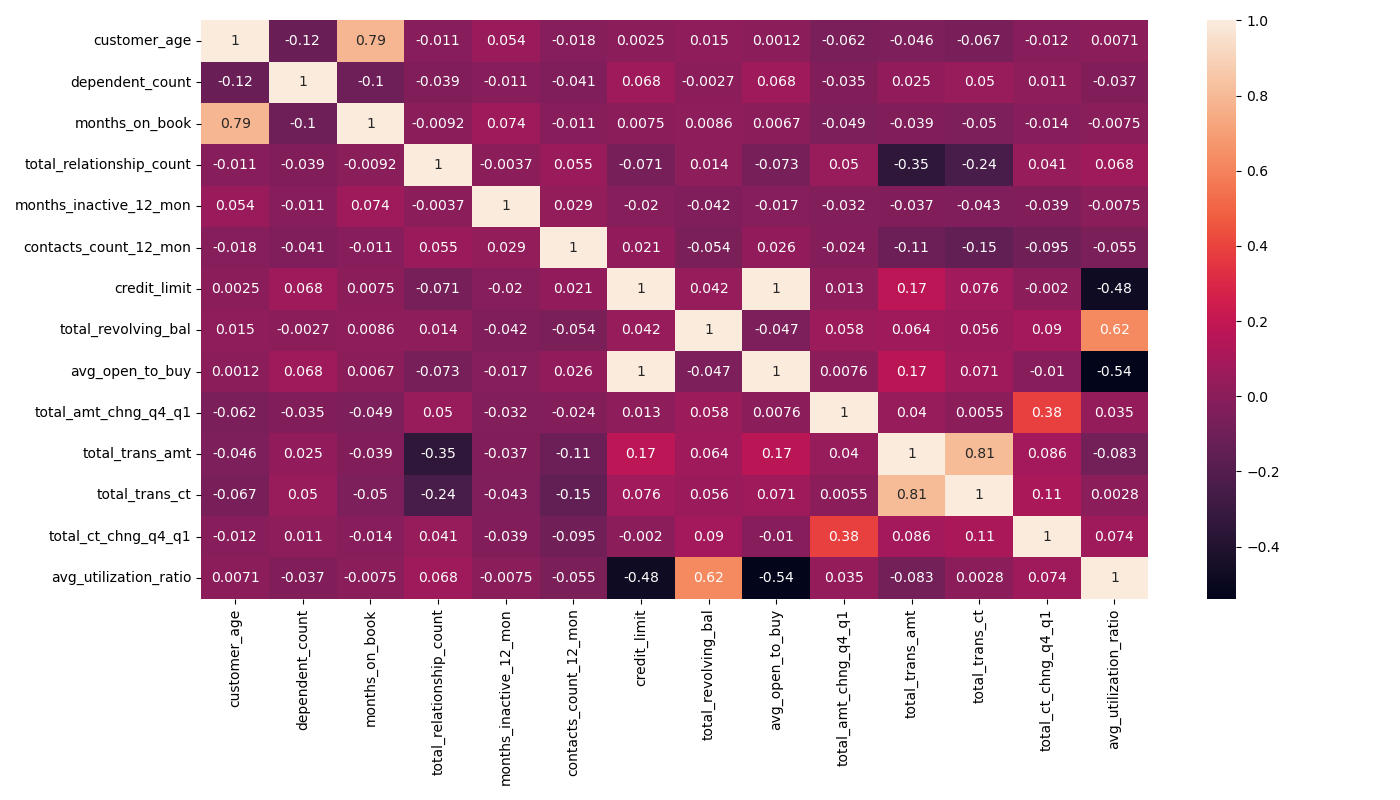 customer_age 1 -0.12 0.79 -0.011 0.054 -0.018 0.0025 0.015 0.0012 -0.062 -0.046 -0.067 -0.012 0.0071
dependent_count -0.12 1 -0.1 -0.039 -0.011 -0.041 0.068 -0.0027 0.068 -0.035 0.025 0.05 0.011 -0.037
months_on_book 0.79 -0.1 1 -0.0092 0.074 -0.011 0.0075 0.0086 0.0067 -0.049 -0.039 -0.05 -0.014 -0.0075
total_relationship_count -0.011 -0.039 -0.0092 1 -0.0037 0.055 -0.071 0.014 -0.073 0.05 -0.35 -0.24 0.041 0.068
months_inactive_12_mon 0.054 -0.011 0.074 -0.0037 1 0.029 -0.02 -0.042 -0.017 -0.032 -0.037 -0.043 -0.039 -0.0075
contacts_count_12_mon -0.018 -0.041 -0.011 0.055 0.029 1 0.021 -0.054 0.026 -0.024 -0.11 -0.15 -0.095 -0.055
credit_limit 0.0025 0.068 0.0075 -0.071 -0.02 0.021 1 0.042 1 0.013 0.17 0.076 -0.002 -0.48
total_revolving_bal 0.015 -0.0027 0.0086 0.014 -0.042 -0.054 0.042 1 -0.047 0.058 0.064 0.056 0.09 0.62
avg_open_to_buy 0.0012 0.068 0.0067 -0.073 -0.017 0.026 1 -0.047 1 0.0076 0.17 0.071 -0.01 -0.54
total_amt_chng_q4_q1 -0.062 -0.035 -0.049 0.05 -0.032 -0.024 0.013 0.058 0.0076 1 0.04 0.0055 0.38 0.035
total_trans_amt -0.046 0.025 -0.039 -0.35 -0.037 -0.11 0.17 0.064 0.17 0.04 1 0.81 0.086 -0.083
total_trans_ct -0.067 0.05 -0.05 -0.24 -0.043 -0.15 0.076 0.056 0.071 0.0055 0.81 1 0.11 0.0028
total_ct_chng_q4_q1 -0.012 0.011 -0.014 0.041 -0.039 -0.095 -0.002 0.09 -0.01 0.38 0.086 0.11 1 0.074
avg_utilization_ratio 0.0071 -0.037 -0.0075 0.068 -0.0075 -0.055 -0.48 0.62 -0.54 0.035 -0.083 0.0028 0.074 1
customer_age
dependent_count
months_on_book
total_relationship_count
months_inactive_12_mon
contacts_count_12_mon
credit_limit
total_revolving_bal
avg_open_to_buy
total_amt_chng_q4_q1
total_trans_amt
total_trans_ct
total_ct_chng_q4_q1
avg_utilization_ratio
1.0
0.8
0.6
0.4
0.2
0.0
−0.2
−0.4